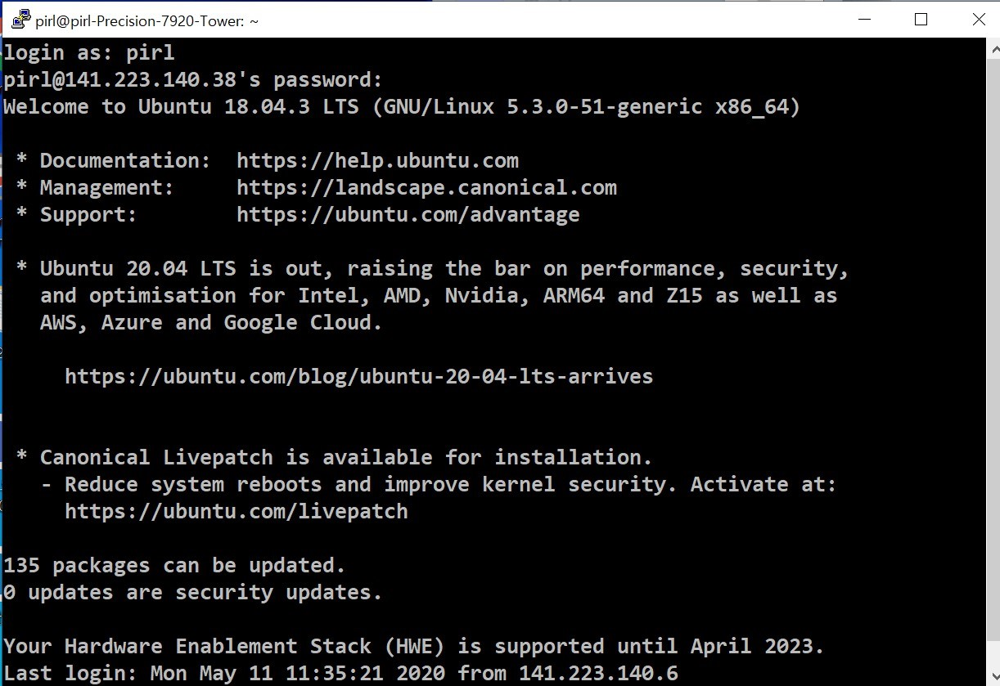 pirl@pirl-Precision-7920-Tower: ~
login as: pirl
pirl@141.223.140.38's password:
Welcome to Ubuntu 18.04.3 LTS (GNU/Linux 5.3.0-51-generic x86_64)
* Documentation:  https://help.ubuntu.com
* Management:     https://landscape.canonical.com
* Support:        https://ubuntu.com/advantage
* Ubuntu 20.04 LTS is out, raising the bar on performance, security,
and optimisation for Intel, AMD, Nvidia, ARM64 and Z15 as well as
AWS, Azure and Google Cloud.
https://ubuntu.com/blog/ubuntu-20-04-lts-arrives
* Canonical Livepatch is available for installation.
- Reduce system reboots and improve kernel security. Activate at:
https://ubuntu.com/livepatch
135 packages can be updated.
0 updates are security updates.
Your Hardware Enablement Stack (HWE) is supported until April 2023.
Last login: Mon May 11 11:35:21 2020 from 141.223.140.6